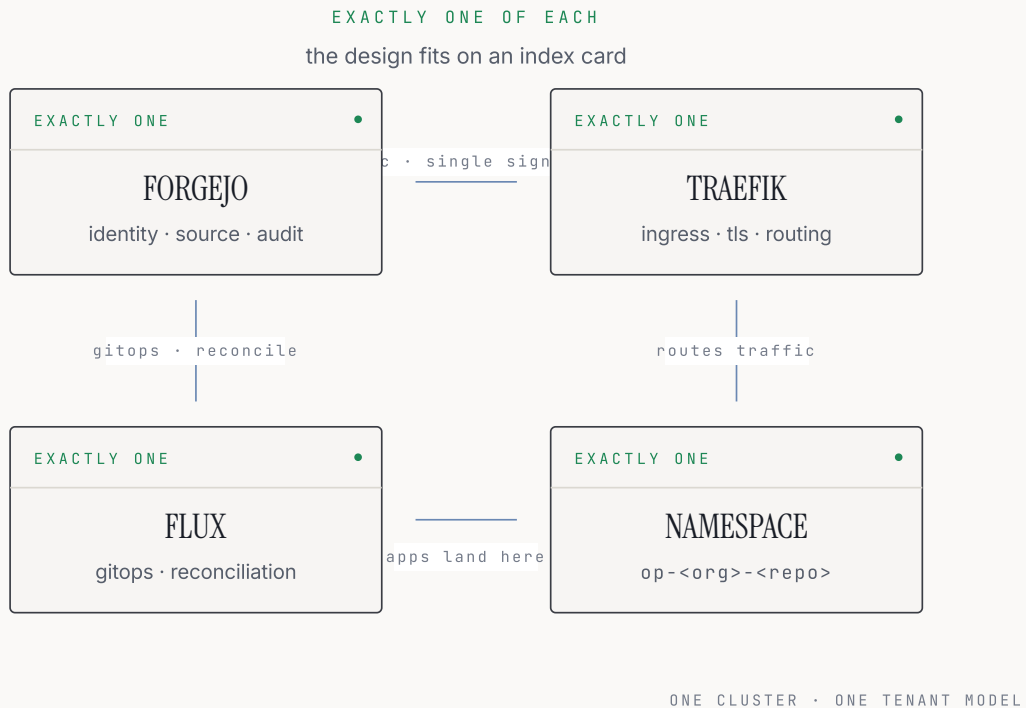 EXACTLY ONE OF EACH
the design fits on an index card
EXACTLY ONE
FORGEJO
identity · source · audit
c · single sign
EXACTLY ONE
TRAEFIK
ingress · tls · routing
gitops · reconcile
routes traffic
EXACTLY ONE
FLUX
gitops · reconciliation
apps land here
EXACTLY ONE
NAMESPACE
op-<org>-<repo>
ONE CLUSTER · ONE TENANT MODEL